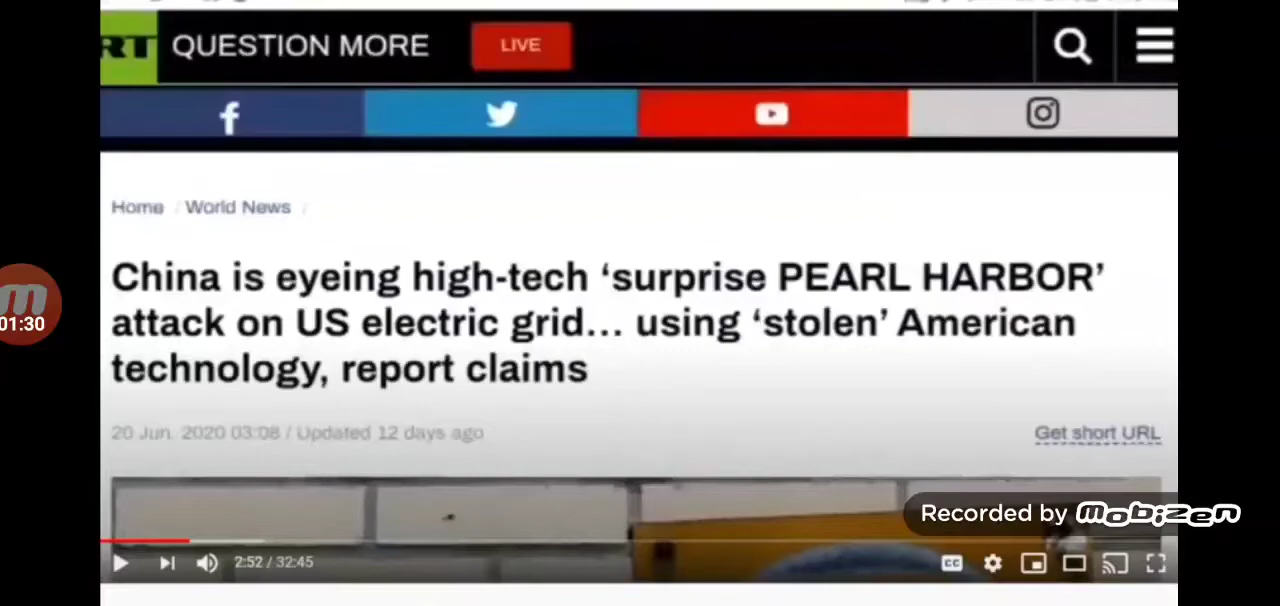 RT QUESTION MORE LIVE
Home / World News /
China is eyeing high-tech ‘surprise PEARL HARBOR’
attack on US electric grid... using ‘stolen’ American
technology, report claims
20 Jun. 2020 03:08 / Updated 12 days ago
Get short URL
01:30
Recorded by mobizen
2:52 / 32:45
CC